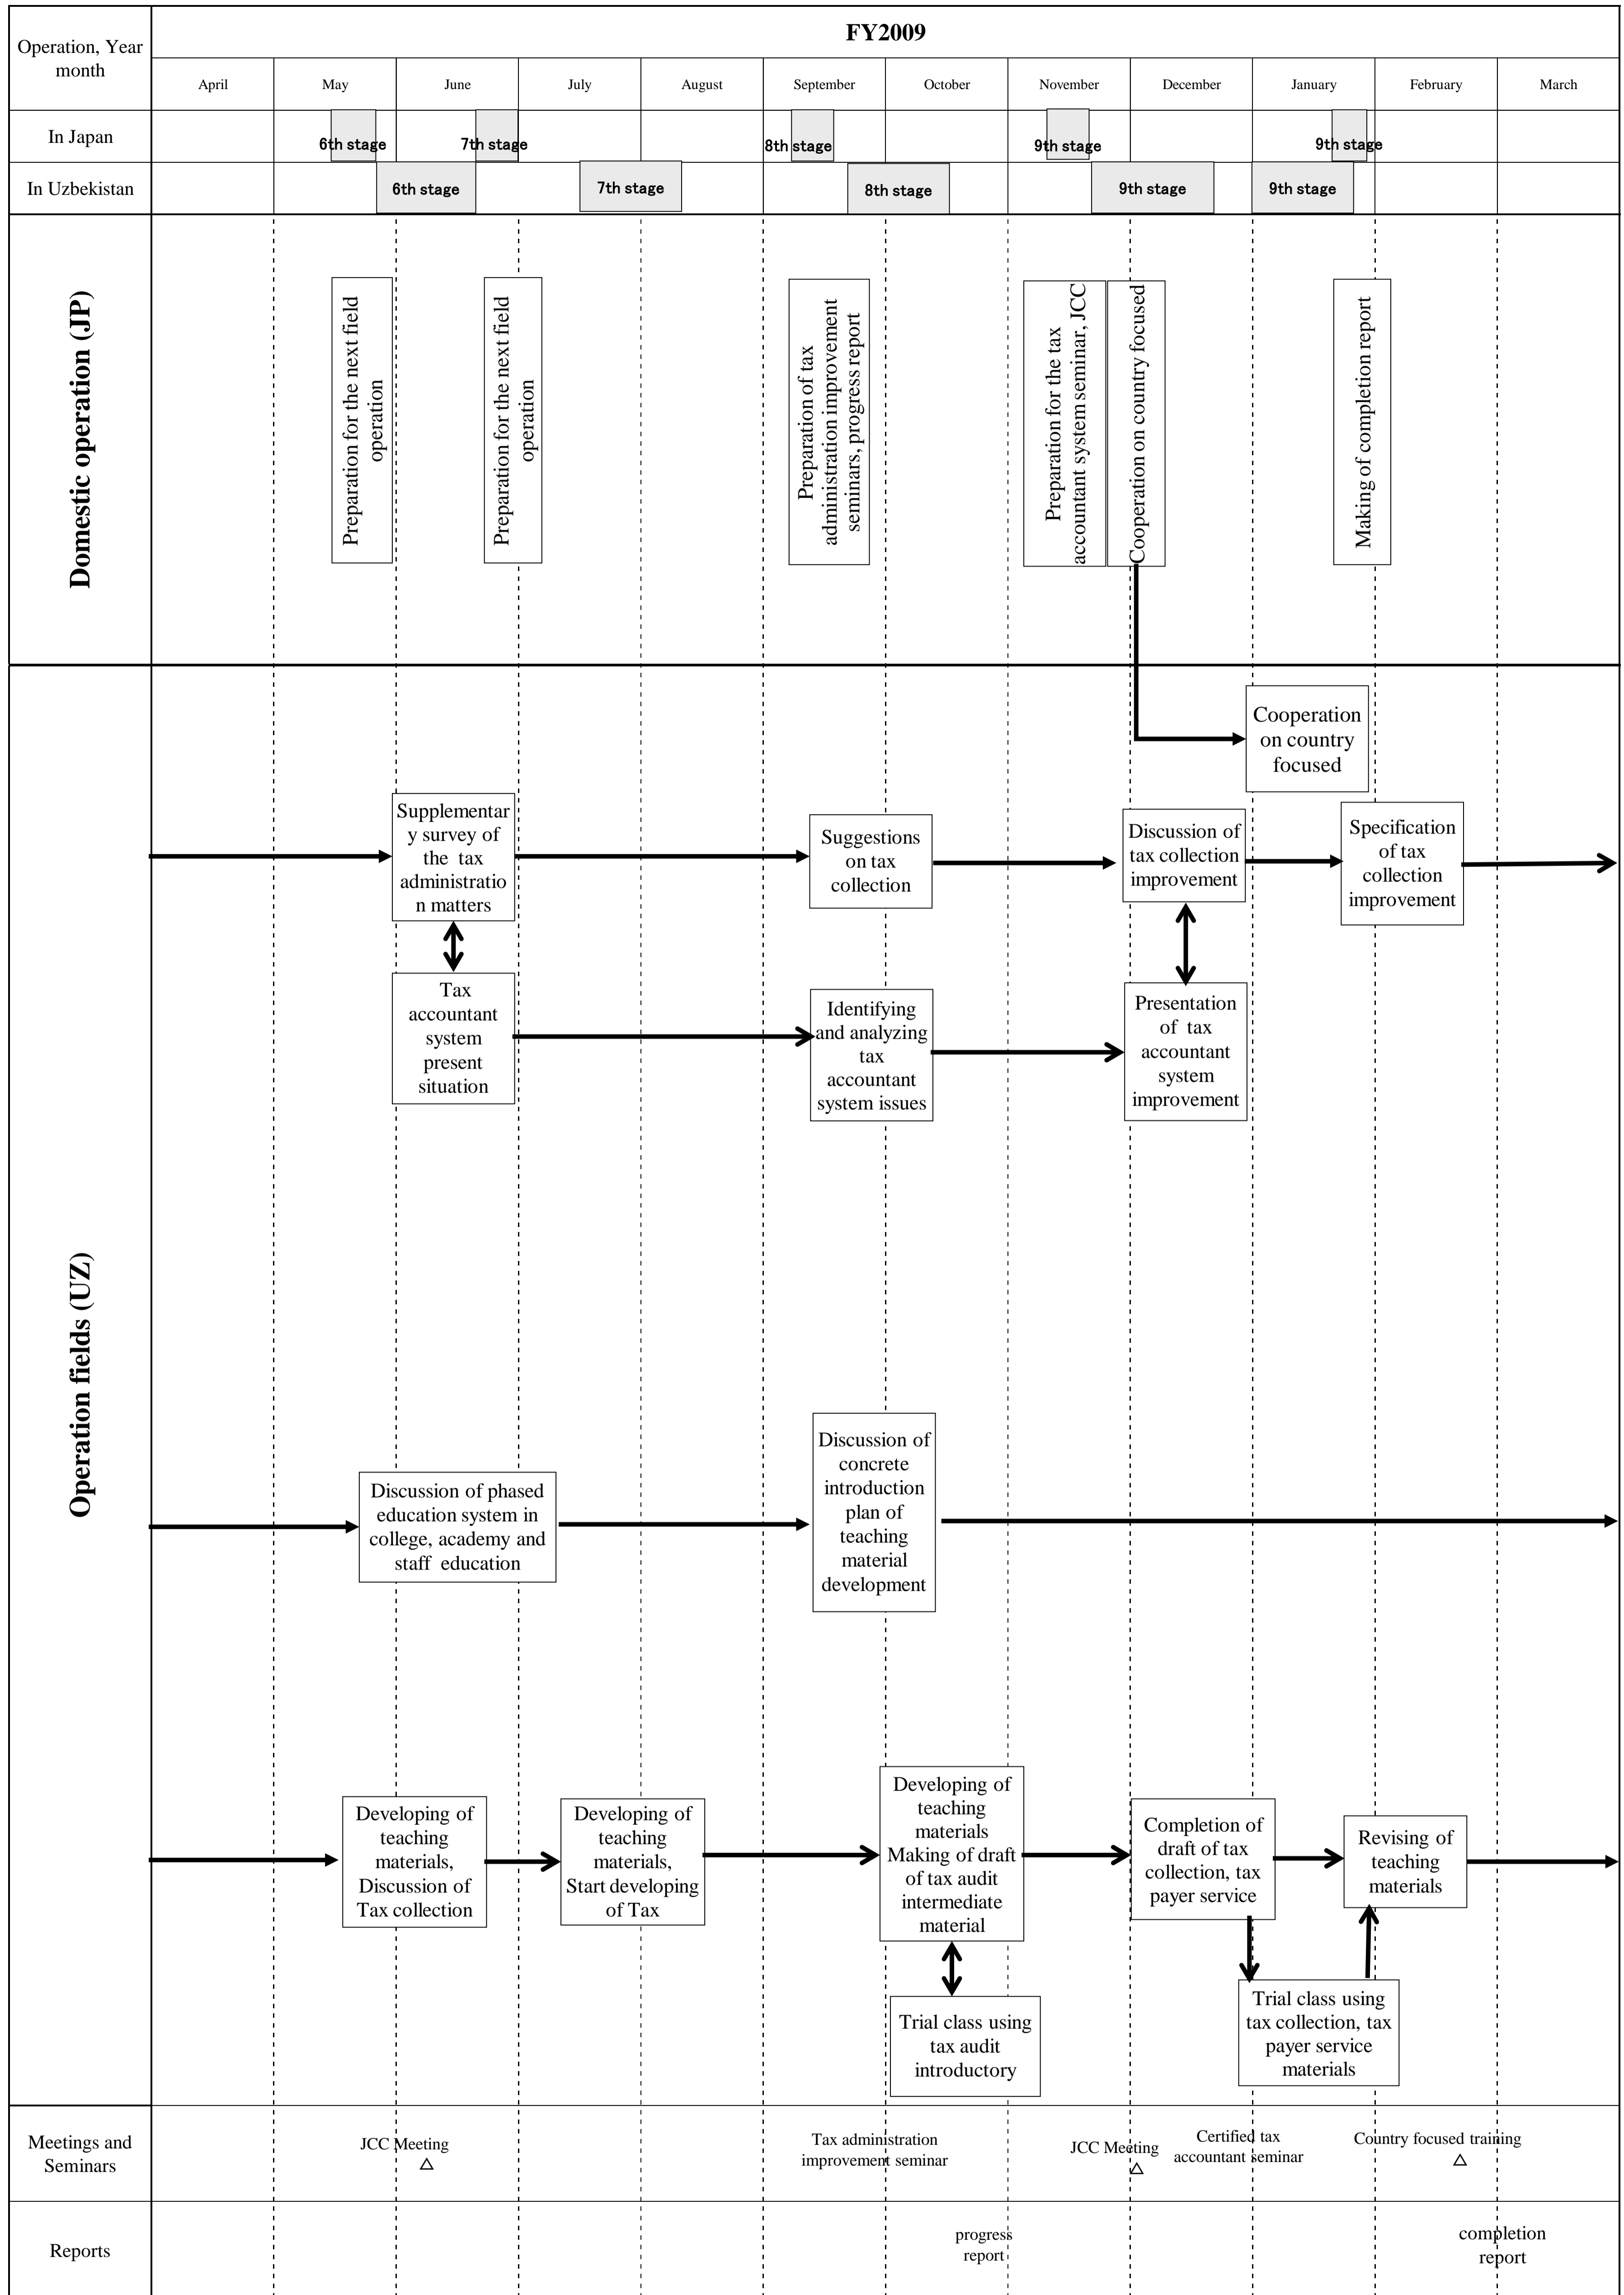 Operation, Year
month
FY2009
April
May
June
July
August
September
October
November
December
January
February
March
In Japan
6th stage
7th stage
8th stage
9th stage
9th stage
In Uzbekistan
6th stage
7th stage
8th stage
9th stage
9th stage
Domestic operation (JP)
Preparation for the next field
operation
Preparation for the next field
operation
Preparation of tax
administration improvement
seminars, progress report
Preparation for the tax
accountant system seminar, JCC
Cooperation on country focused
Making of completion report
Operation fields (UZ)
Cooperation
on country
focused
Supplementar
y survey of
the tax
administratio
n matters
Suggestions
on tax
collection
Discussion of
tax collection
improvement
Specification
of tax
collection
improvement
Tax
accountant
system
present
situation
Identifying
and analyzing
tax
accountant
system issues
Presentation
of tax
accountant
system
improvement
Discussion of phased
education system in
college, academy and
staff education
Discussion of
concrete
introduction
plan of
teaching
material
development
Developing of
teaching
materials,
Discussion of
Tax collection
Developing of
teaching
materials,
Start developing
of Tax
Developing of
teaching
materials
Making of draft
of tax audit
intermediate
material
Completion of
draft of tax
collection, tax
payer service
Revising of
teaching
materials
Trial class using
tax audit
introductory
Trial class using
tax collection, tax
payer service
materials
Meetings and
Seminars
JCC Meeting
△
Tax administration
improvement seminar
JCC Meeting
△
Certified tax
accountant seminar
Country focused training
△
Reports
progress
report
completion
report